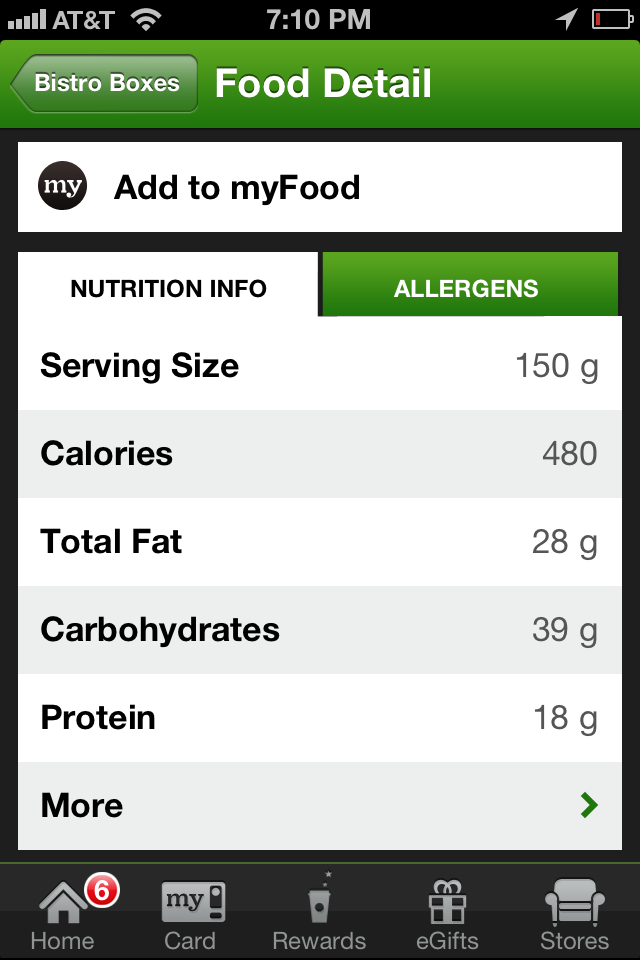 AT&T 7:10 PM
Bistro Boxes Food Detail
my Add to myFood
NUTRITION INFO ALLERGENS
Serving Size 150 g
Calories 480
Total Fat 28 g
Carbohydrates 39 g
Protein 18 g
More
6
my
Home Card Rewards eGifts Stores